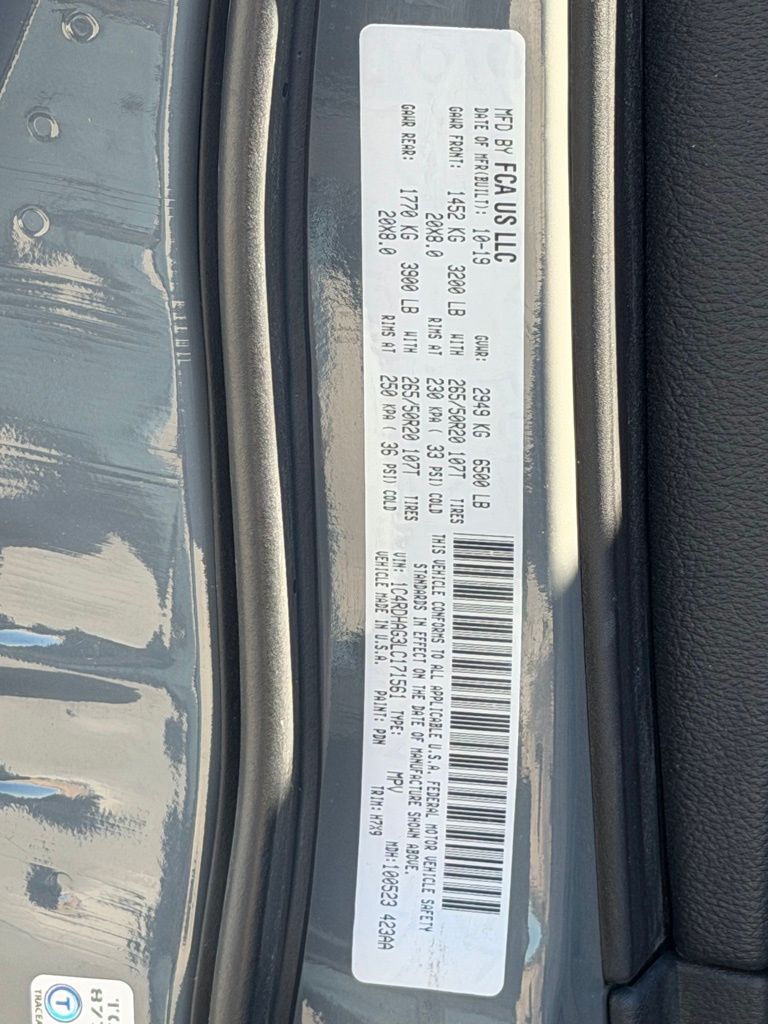 MFD BY FCA US LLC
DATE OF MFR(BUILT): 10-19 GVWR: 2949 KG 6500 LB
GAWR FRONT: 1452 KG 3200 LB WITH 265/50R20 107T TIRES
20X8.0 RIMS AT 230 KPA ( 33 PSI) COLD
GAWR REAR: 1770 KG 3900 LB WITH 265/50R20 107T TIRES
20X8.0 RIMS AT 250 KPA ( 36 PSI) COLD
THIS VEHICLE CONFORMS TO ALL APPLICABLE U.S.A. FEDERAL MOTOR VEHICLE SAFETY
STANDARDS IN EFFECT ON THE DATE OF MANUFACTURE SHOWN ABOVE.
VIN: 1C4RDHAG3LC171561 TYPE: MPV MDH:100523 423AA
VEHICLE MADE IN U.S.A. PAINT: PDN TRIM: H7X9
T